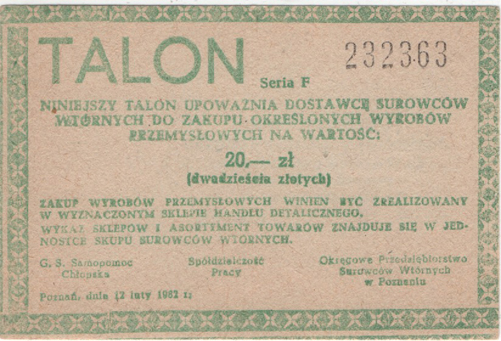 TALON
Seria F
232363
NINIEJSZY TALON UPOWAŻNIA DOSTAWCĘ SUROWCÓW
WTÓRNYCH DO ZAKUPU OKREŚLONYCH WYROBÓW
PRZEMYSŁOWYCH NA WARTOŚĆ:
20,— zł
(dwadzieścia złotych)
ZAKUP WYROBÓW PRZEMYSŁOWYCH WINIEN BYĆ ZREALIZOWANY
W WYZNACZONYM SKLEPIE HANDLU DETALICZNEGO.
WYKAZ SKLEPÓW I ASORTYMENT TOWARÓW ZNAJDUJE SIĘ W JED-
NOSTCE SKUPU SUROWCÓW WTÓRNYCH.
G. S. Samopomoc
Chłopska
Spółdzielczość
Pracy
Okręgowe Przedsiębiorstwo
Surowców Wtórnych
w Poznaniu
Poznań, dnia 12 luty 1982 r.